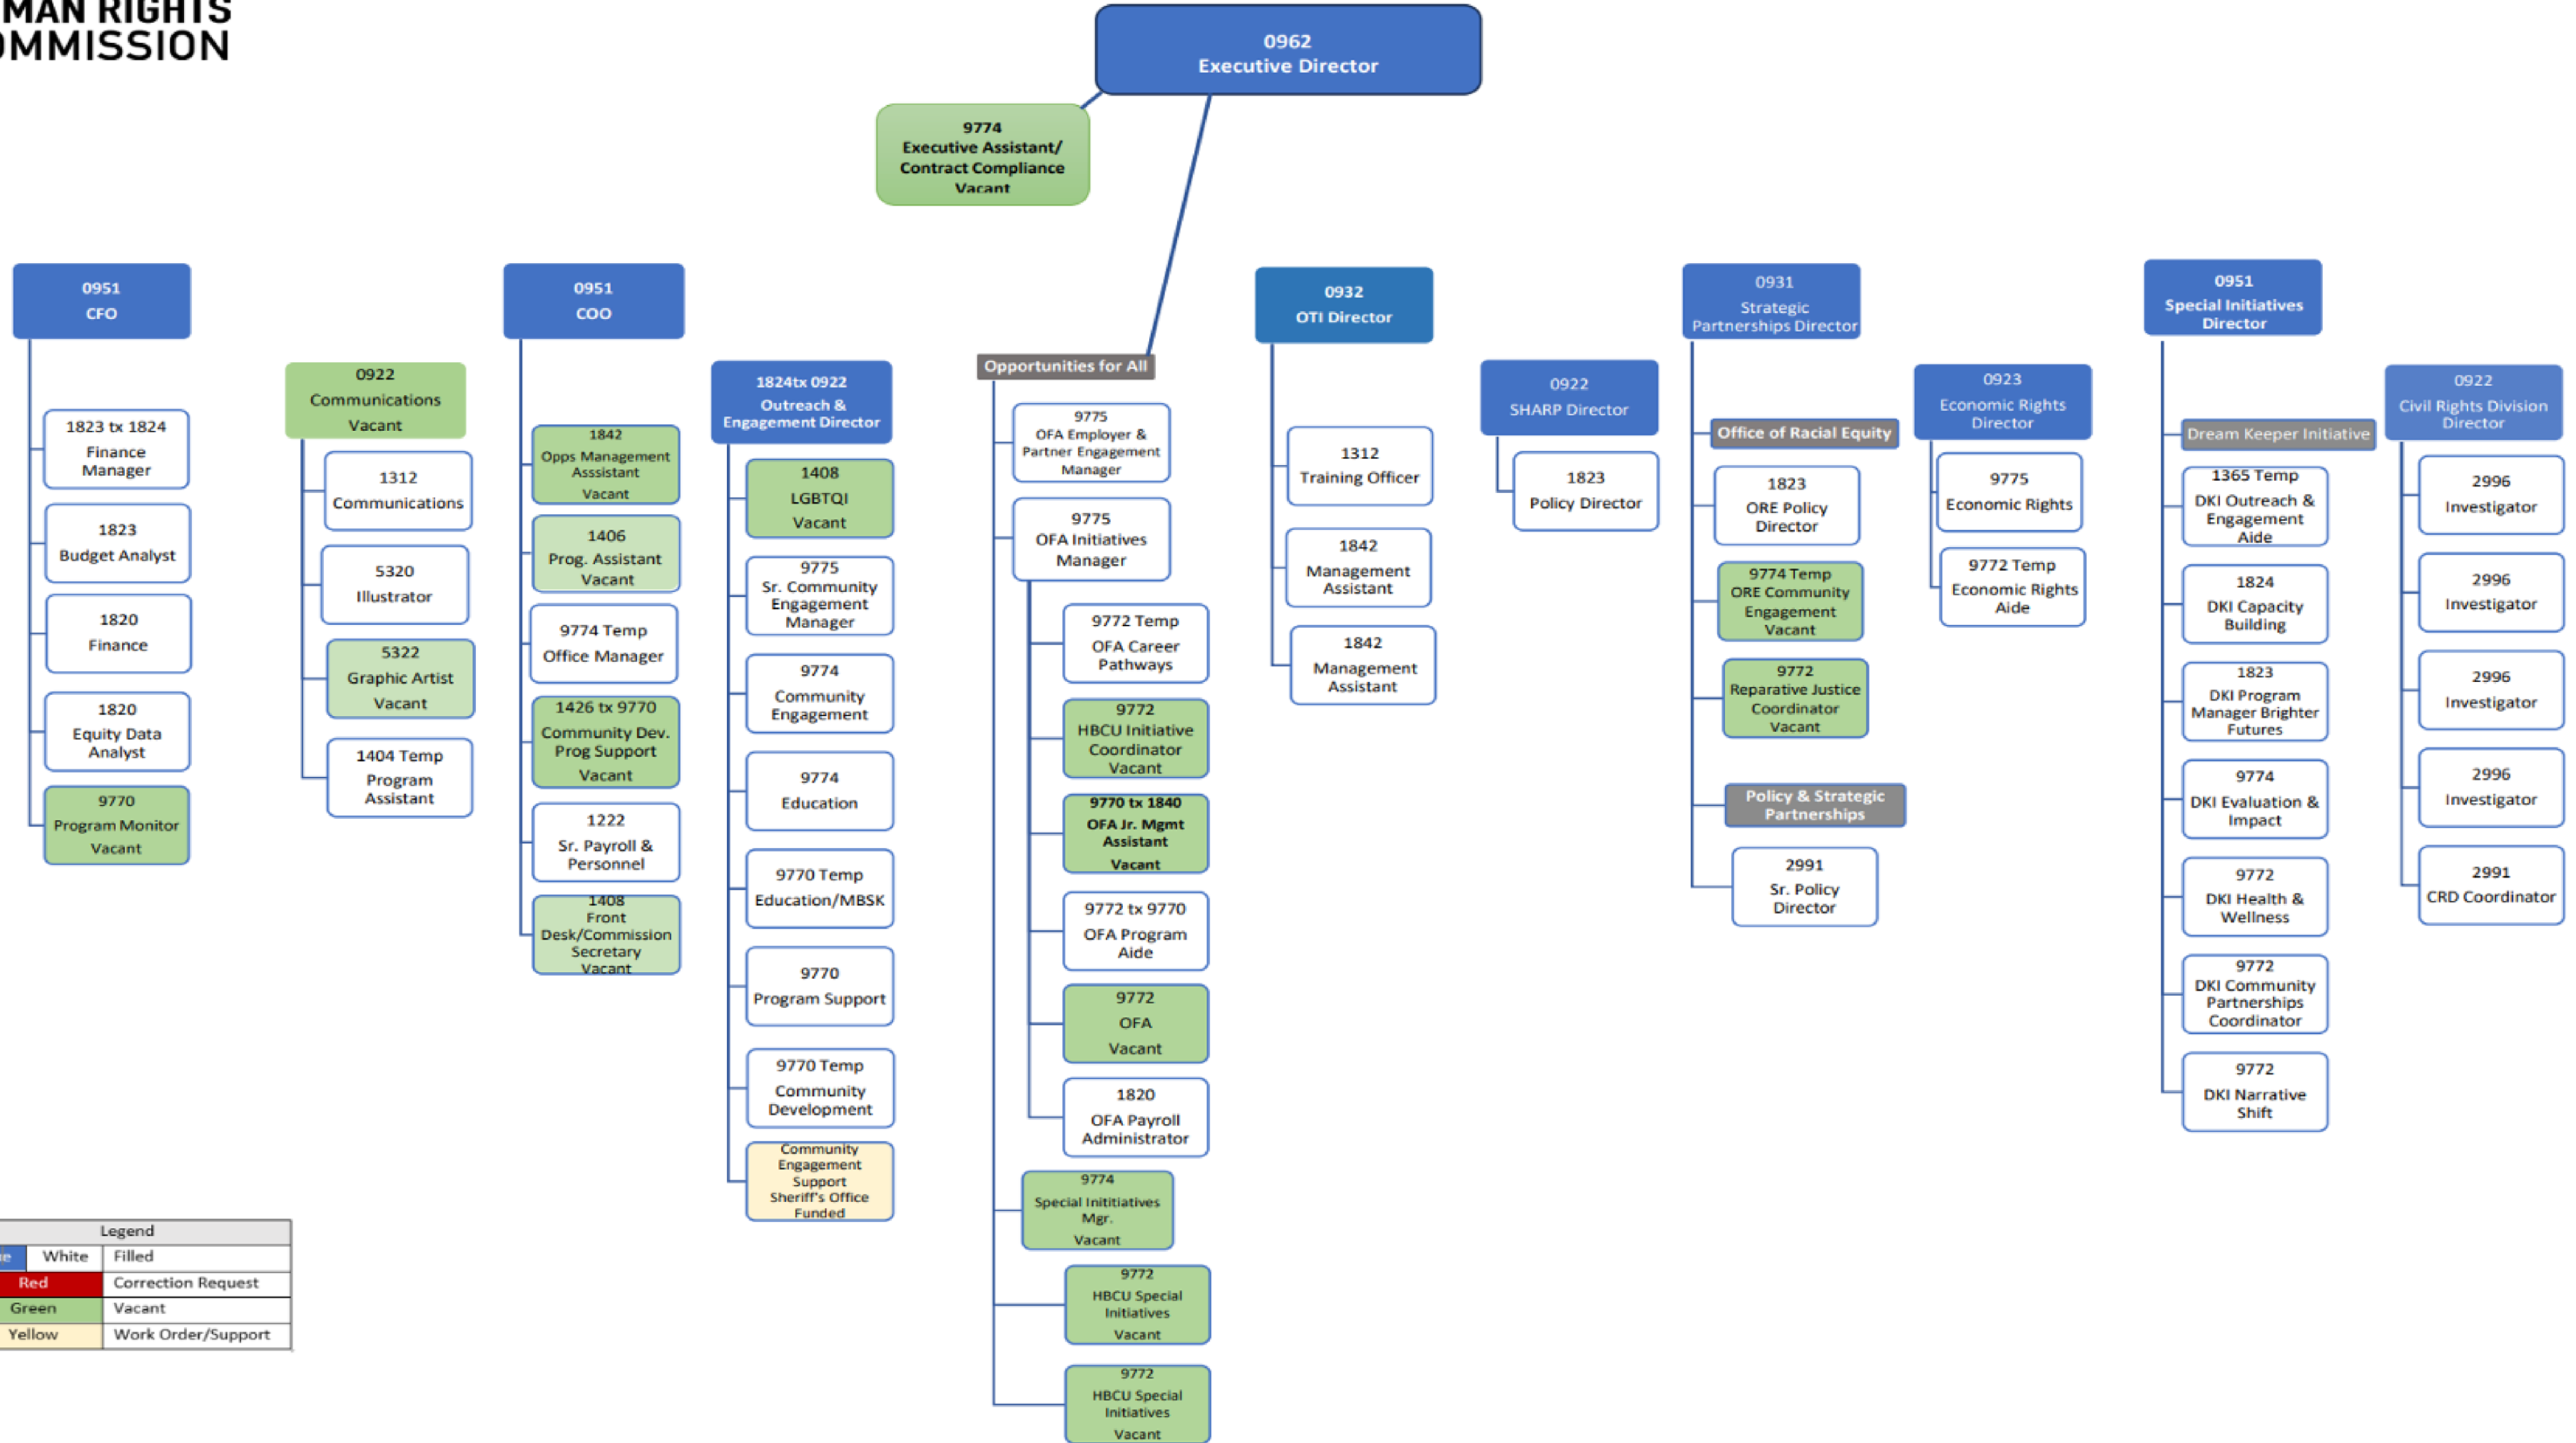 MAN RIGHTS
OMMISSION
0962
Executive Director
9774
Executive Assistant/
Contract Compliance
Vacant
0951
CFO
1823 tx 1824
Finance
Manager
1823
Budget Analyst
1820
Finance
1820
Equity Data
Analyst
9770
Program Monitor
Vacant
0922
Communications
Vacant
1312
Communications
5320
Illustrator
5322
Graphic Artist
Vacant
1404 Temp
Program
Assistant
0951
COO
1842
Opps Management
Asssistant
Vacant
1406
Prog. Assistant
Vacant
9774 Temp
Office Manager
1426 tx 9770
Community Dev.
Prog Support
Vacant
1222
Sr. Payroll &
Personnel
1408
Front
Desk/Commission
Secretary
Vacant
1824tx 0922
Outreach &
Engagement Director
1408
LGBTQI
Vacant
9775
Sr. Community
Engagement
Manager
9774
Community
Engagement
9774
Education
9770 Temp
Education/MBSK
9770
Program Support
9770 Temp
Community
Development
Community
Engagement
Support
Sheriff's Office
Funded
Opportunities for All
9775
OFA Employer &
Partner Engagement
Manager
9775
OFA Initiatives
Manager
9772 Temp
OFA Career
Pathways
9772
HBCU Initiative
Coordinator
Vacant
9770 tx 1840
OFA Jr. Mgmt
Assistant
Vacant
9772 tx 9770
OFA Program
Aide
9772
OFA
Vacant
1820
OFA Payroll
Administrator
9774
Special Inititiatives
Mgr.
Vacant
9772
HBCU Special
Initiatives
Vacant
9772
HBCU Special
Initiatives
Vacant
0932
OTI Director
1312
Training Officer
1842
Management
Assistant
1842
Management
Assistant
0922
SHARP Director
1823
Policy Director
0931
Strategic
Partnerships Director
Office of Racial Equity
1823
ORE Policy
Director
9774 Temp
ORE Community
Engagement
Vacant
9772
Reparative Justice
Coordinator
Vacant
Policy & Strategic
Partnerships
2991
Sr. Policy
Director
0923
Economic Rights
Director
9775
Economic Rights
9772 Temp
Economic Rights
Aide
0951
Special Initiatives
Director
Dream Keeper Initiative
1365 Temp
DKI Outreach &
Engagement
Aide
1824
DKI Capacity
Building
1823
DKI Program
Manager Brighter
Futures
9774
DKI Evaluation &
Impact
9772
DKI Health &
Wellness
9772
DKI Community
Partnerships
Coordinator
9772
DKI Narrative
Shift
0922
Civil Rights Division
Director
2996
Investigator
2996
Investigator
2996
Investigator
2996
Investigator
2991
CRD Coordinator
Legend
e White Filled
Red Correction Request
Green Vacant
Yellow Work Order/Support